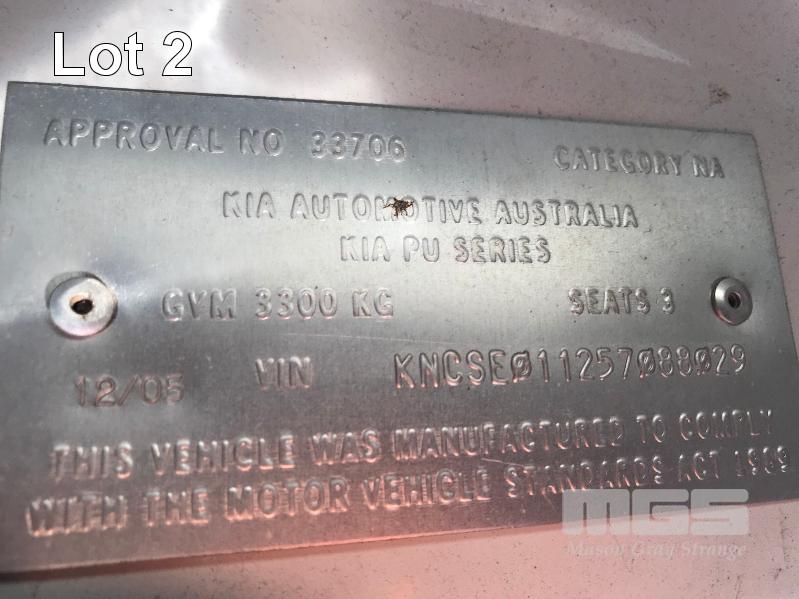 Lot 2
APPROVAL NO 33706 CATEGORY NA
KIA AUTOMOTIVE AUSTRALIA
KIA PU SERIES
GVM 3300 KG SEATS 3
12/05 VIN KNCSEØ11257Ø88Ø29
THIS VEHICLE WAS MANUFACTURED TO COMPLY
WITH THE MOTOR VEHICLE STANDARDS ACT 1989
MGS
Mason Gray Strange